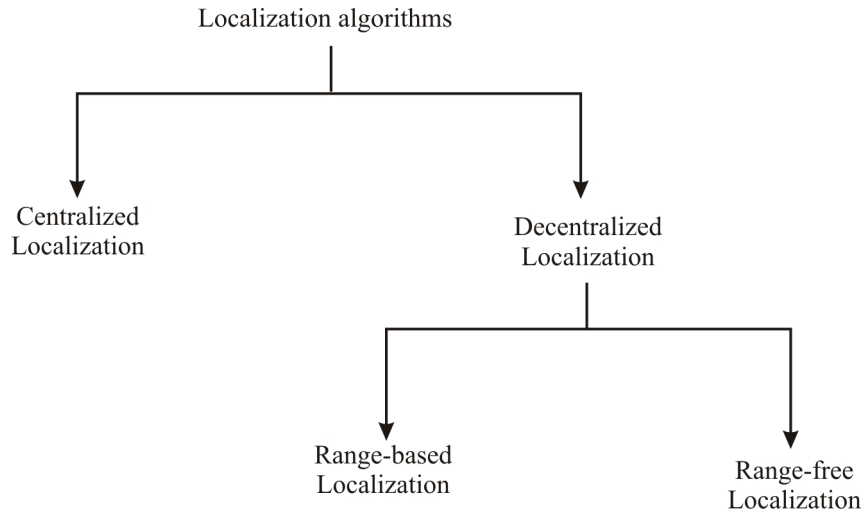 Localization algorithms
Centralized
Localization
Decentralized
Localization
Range-based
Localization
Range-free
Localization